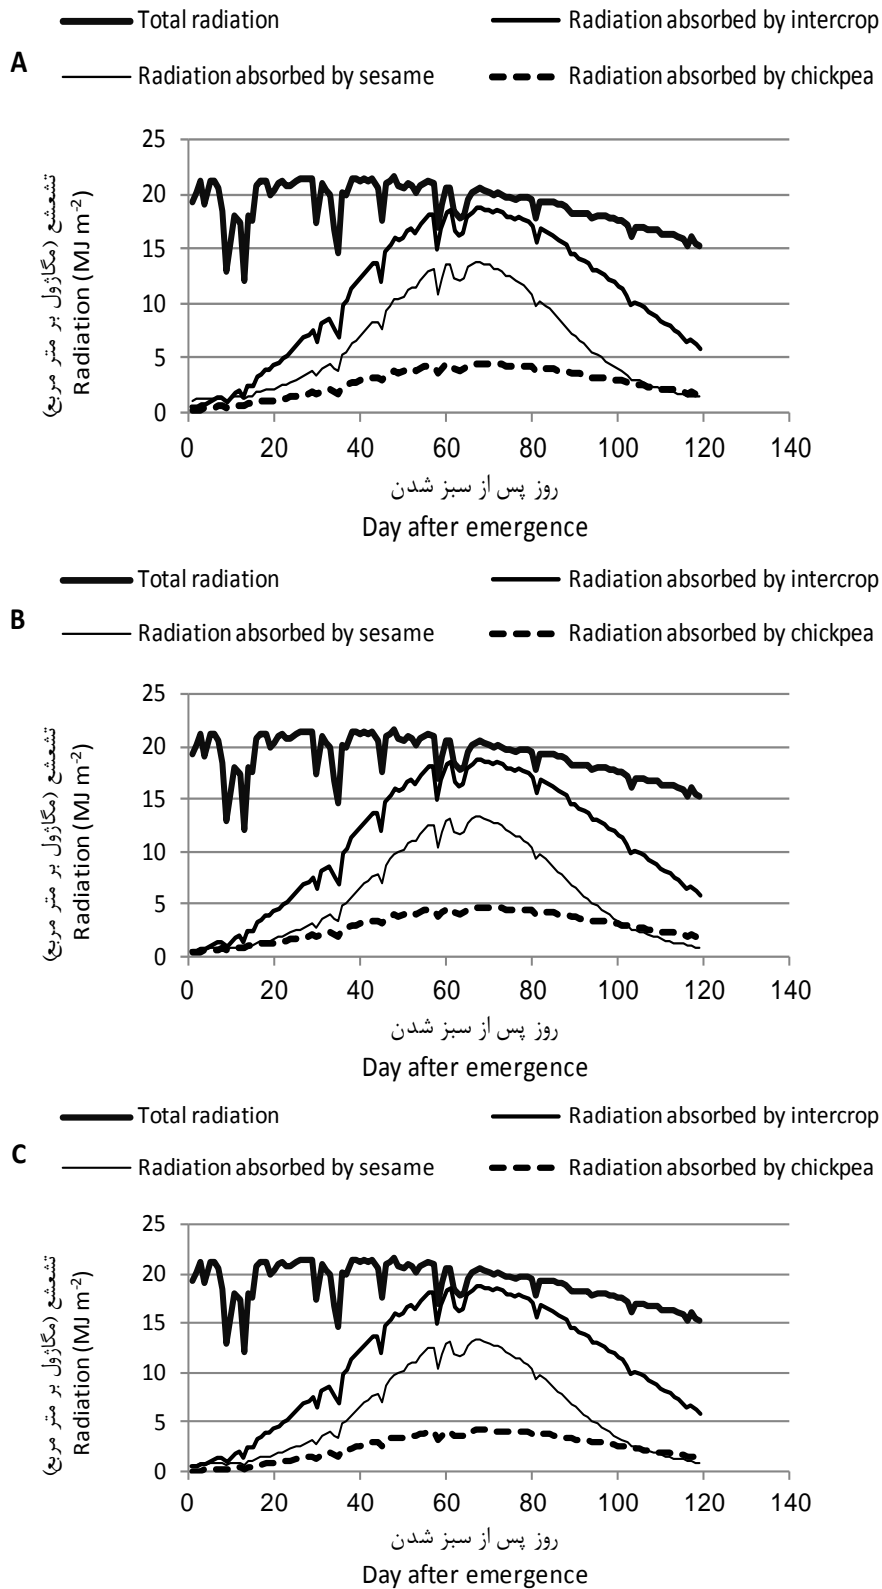 Total radiation
Radiation absorbed by intercrop
A
Radiation absorbed by sesame
Radiation absorbed by chickpea
تشعشع (مگاژول بر متر مربع)
Radiation (MJ m-2)
25
20
15
10
5
0
0 20 40 60 80 100 120 140
روز پس از سبز شدن
Day after emergence
Total radiation
Radiation absorbed by intercrop
B
Radiation absorbed by sesame
Radiation absorbed by chickpea
تشعشع (مگاژول بر متر مربع)
Radiation (MJ m-2)
25
20
15
10
5
0
0 20 40 60 80 100 120 140
روز پس از سبز شدن
Day after emergence
Total radiation
Radiation absorbed by intercrop
C
Radiation absorbed by sesame
Radiation absorbed by chickpea
تشعشع (مگاژول بر متر مربع)
Radiation (MJ m-2)
25
20
15
10
5
0
0 20 40 60 80 100 120 140
روز پس از سبز شدن
Day after emergence